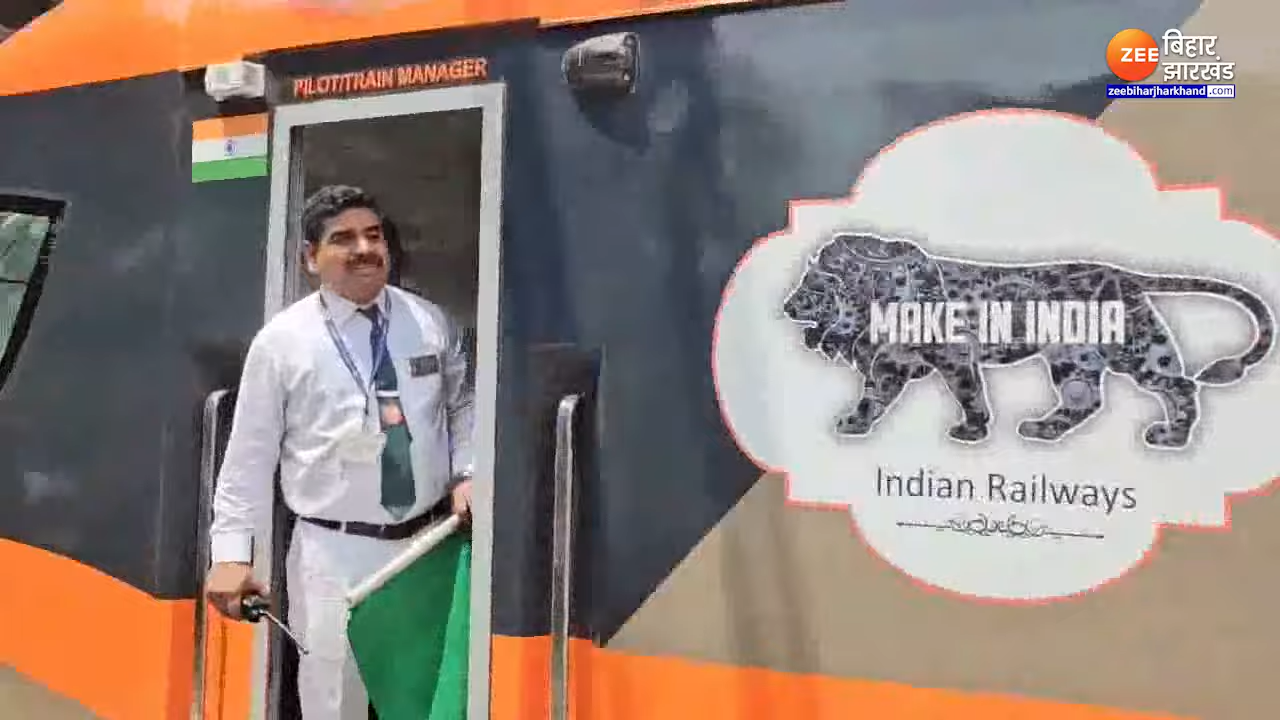 PILOT/TRAIN MANAGER
ZEE बिहार झारखंड
zeebiharjharkhand.com
MAKE IN INDIA
Indian Railways